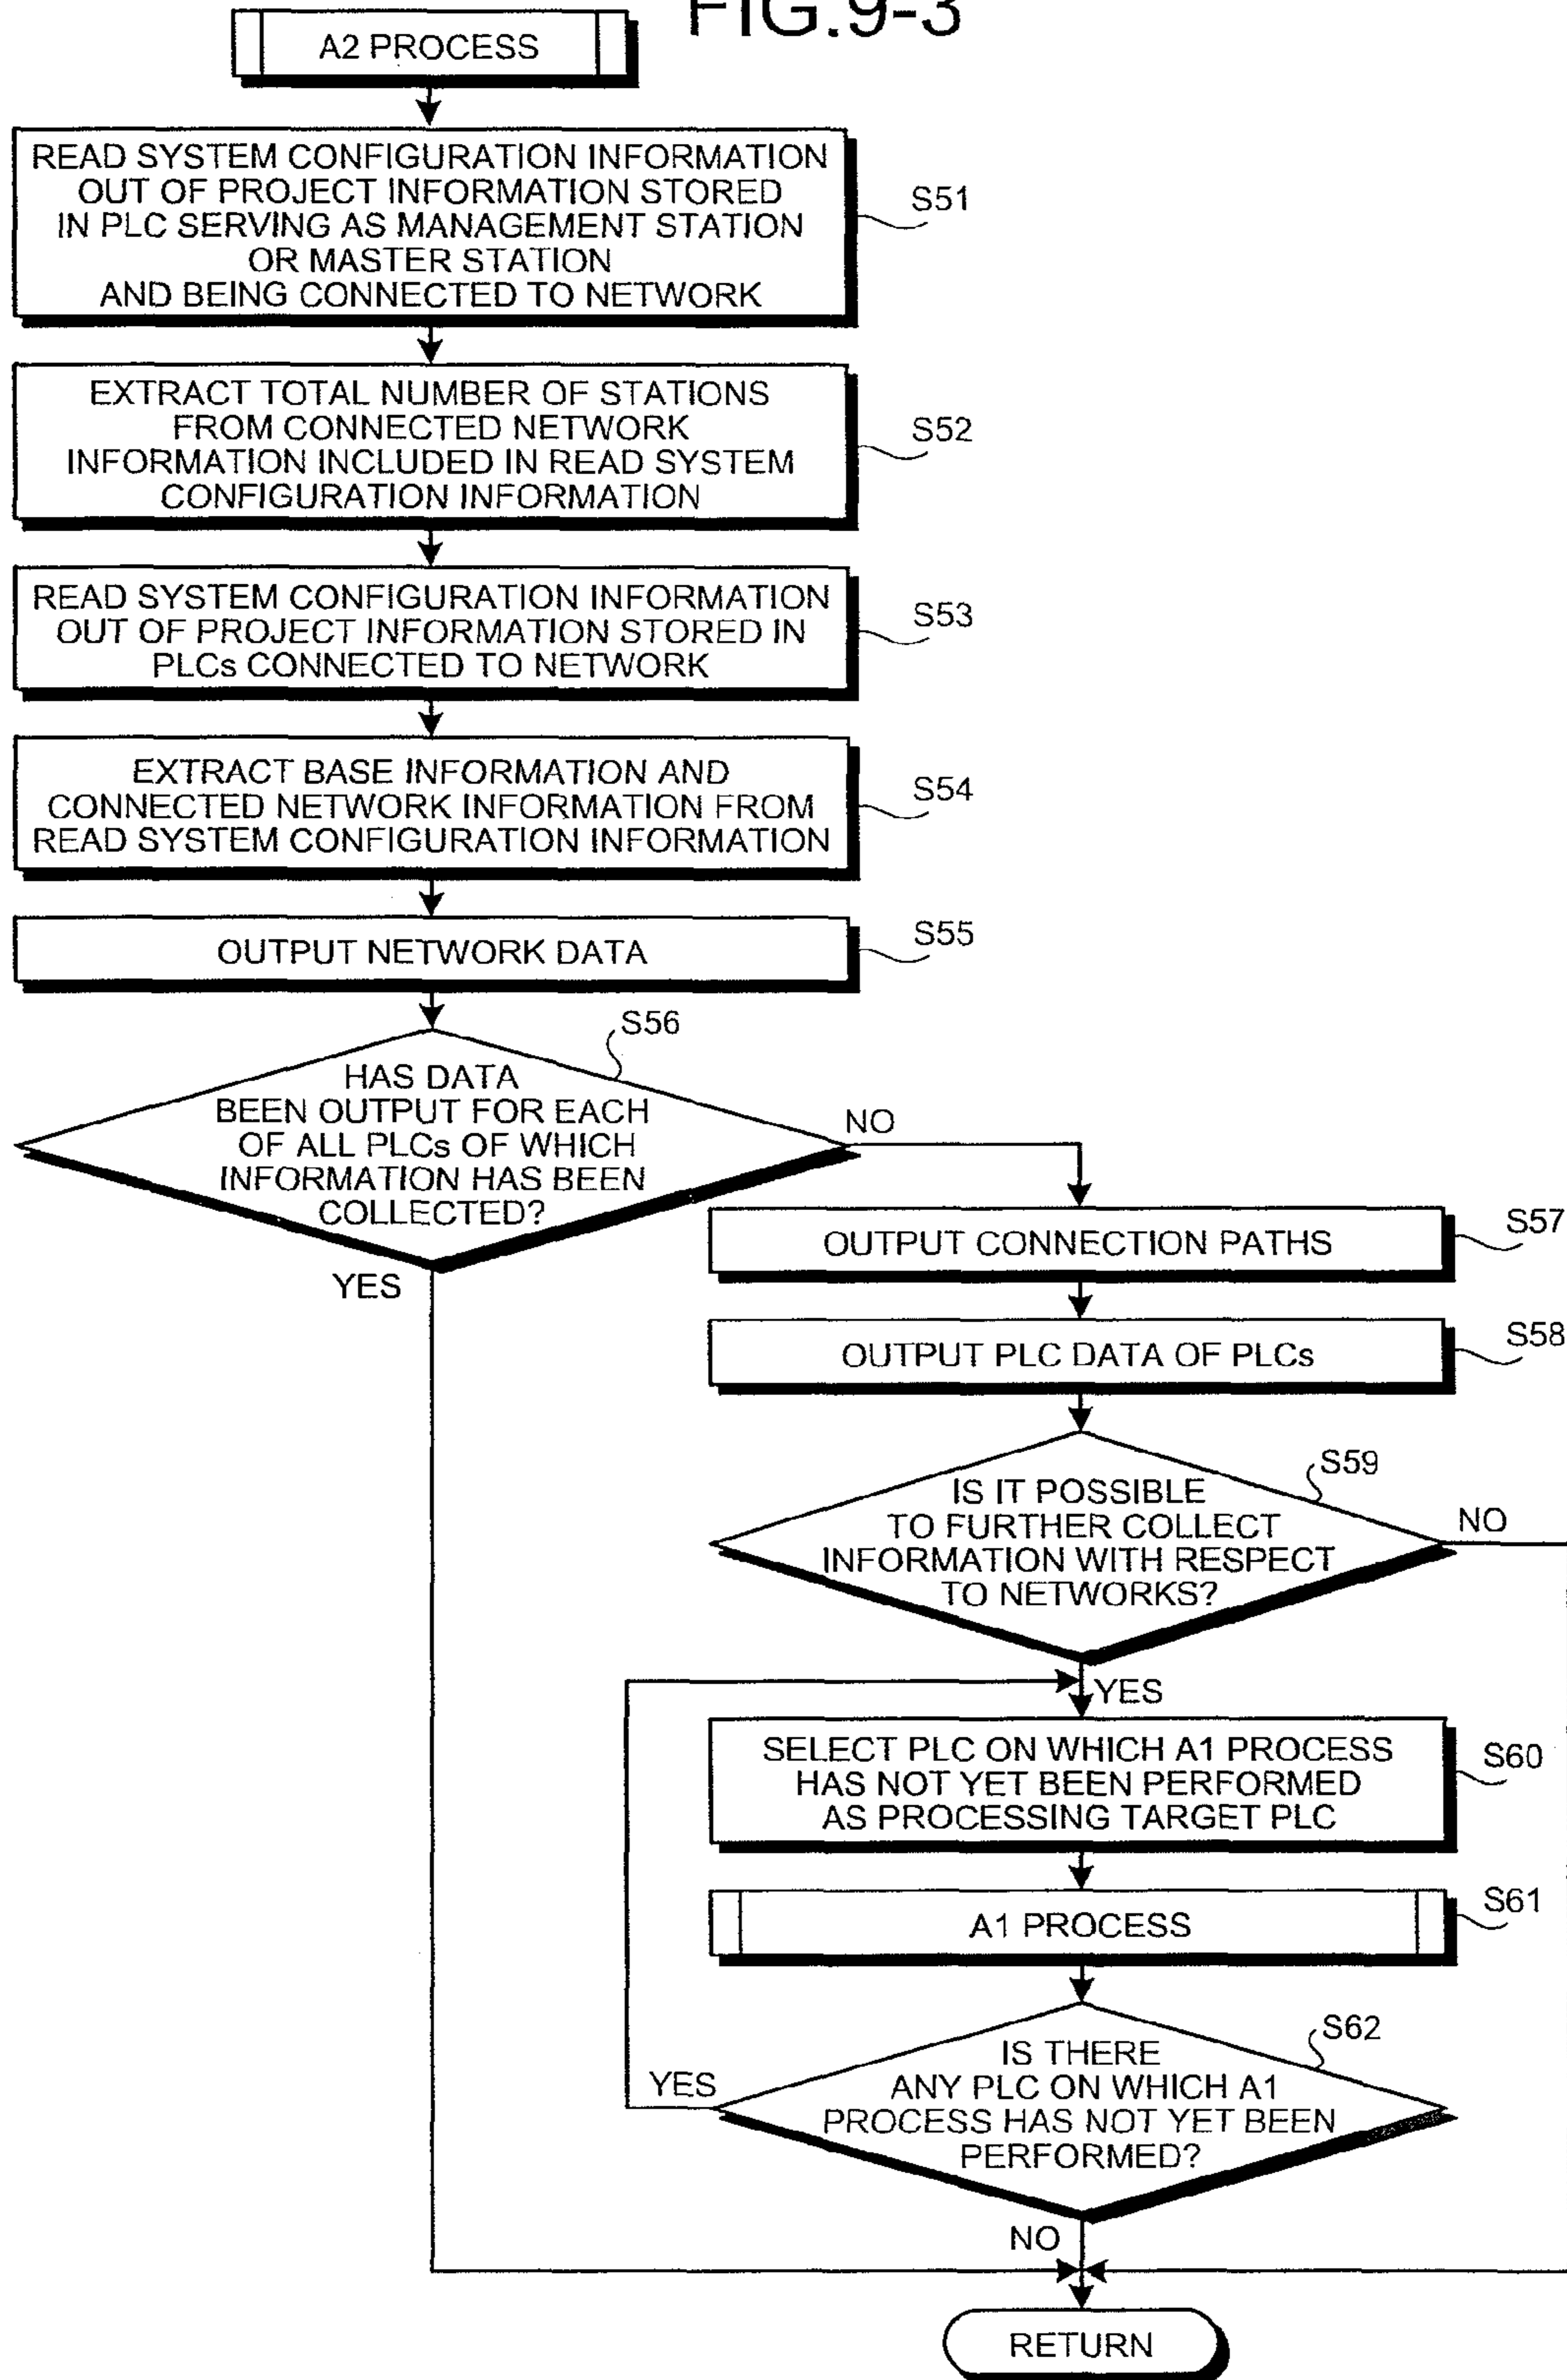 FIG.9-3
A2 PROCESS
READ SYSTEM CONFIGURATION INFORMATION
OUT OF PROJECT INFORMATION STORED
IN PLC SERVING AS MANAGEMENT STATION
OR MASTER STATION
AND BEING CONNECTED TO NETWORK
S51
EXTRACT TOTAL NUMBER OF STATIONS
FROM CONNECTED NETWORK
INFORMATION INCLUDED IN READ SYSTEM
CONFIGURATION INFORMATION
S52
READ SYSTEM CONFIGURATION INFORMATION
OUT OF PROJECT INFORMATION STORED IN
PLCs CONNECTED TO NETWORK
S53
EXTRACT BASE INFORMATION AND
CONNECTED NETWORK INFORMATION FROM
READ SYSTEM CONFIGURATION INFORMATION
S54
OUTPUT NETWORK DATA
S55
S56
HAS DATA
BEEN OUTPUT FOR EACH
OF ALL PLCs OF WHICH
INFORMATION HAS BEEN
COLLECTED?
NO
YES
OUTPUT CONNECTION PATHS
S57
OUTPUT PLC DATA OF PLCs
S58
S59
IS IT POSSIBLE
TO FURTHER COLLECT
INFORMATION WITH RESPECT
TO NETWORKS?
NO
YES
SELECT PLC ON WHICH A1 PROCESS
HAS NOT YET BEEN PERFORMED
AS PROCESSING TARGET PLC
S60
A1 PROCESS
S61
S62
IS THERE
ANY PLC ON WHICH A1
PROCESS HAS NOT YET BEEN
PERFORMED?
YES
NO
RETURN